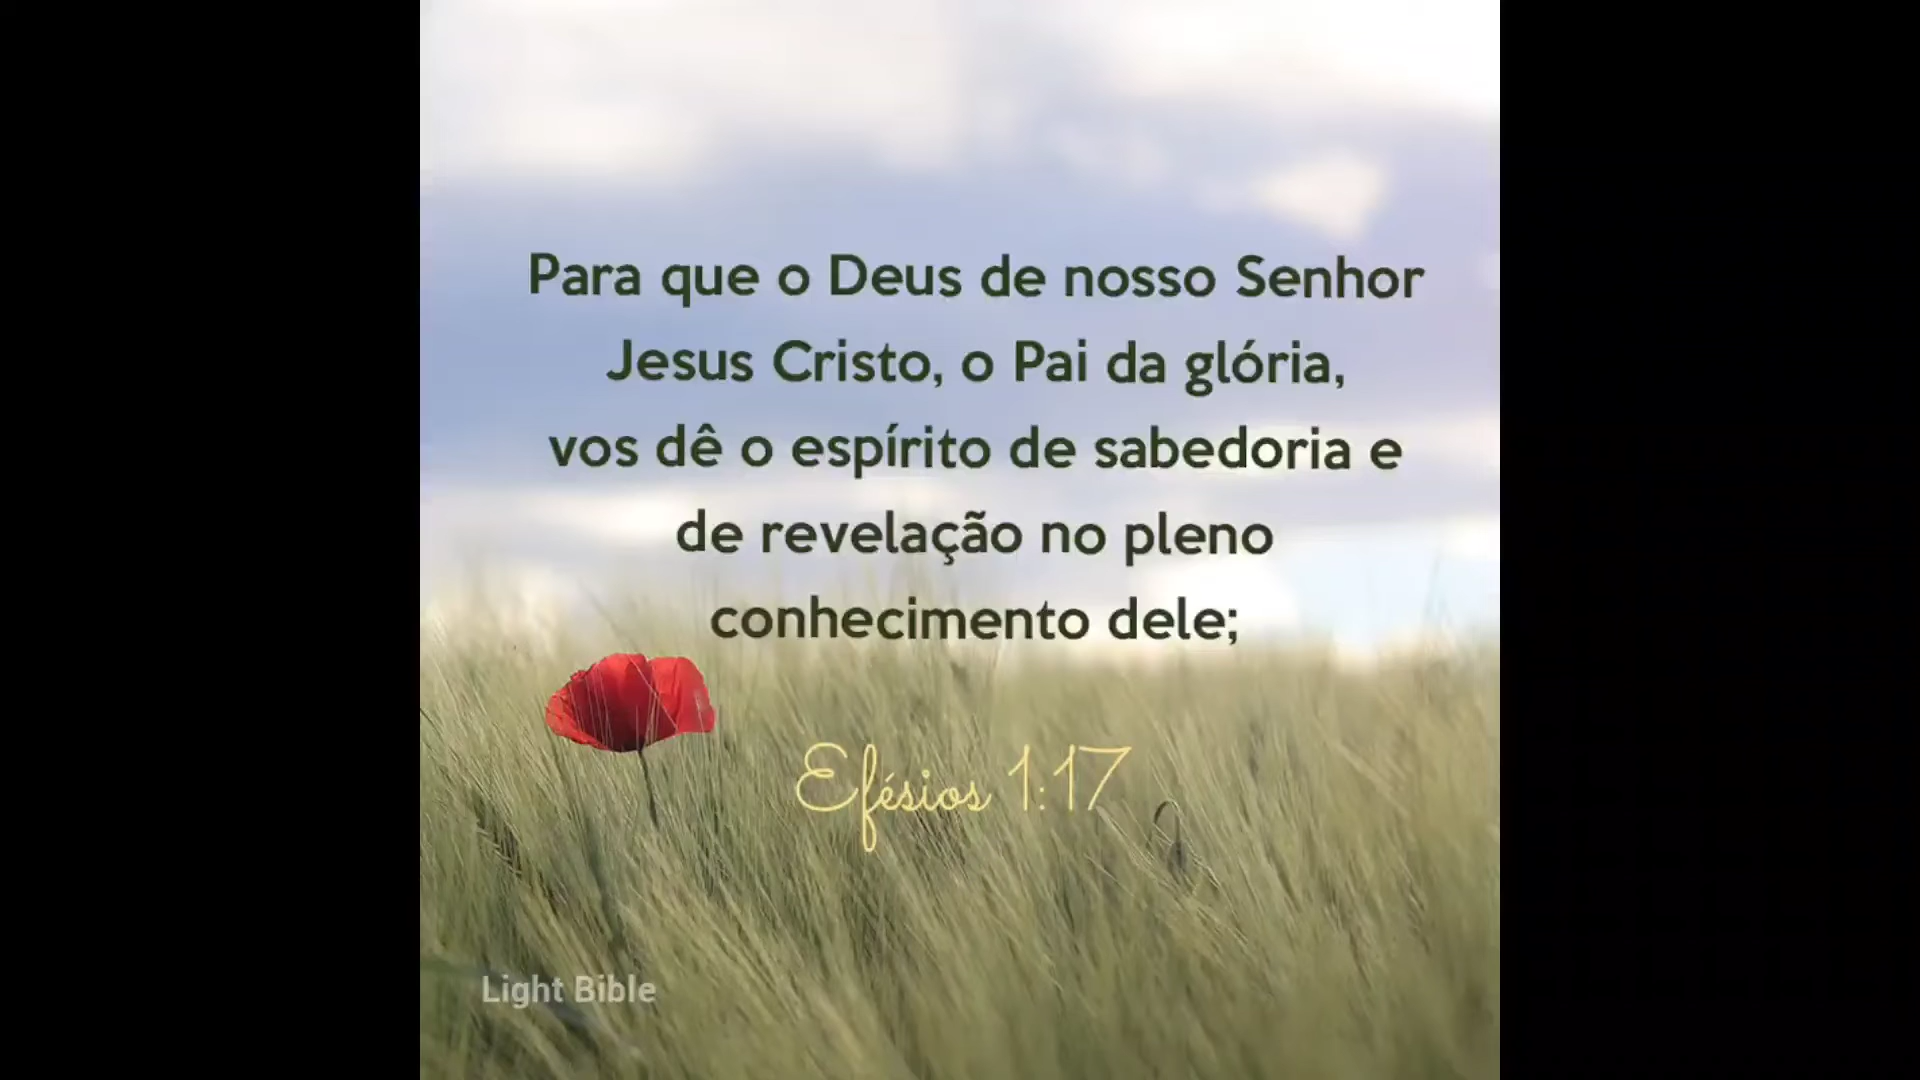 Para que o Deus de nosso Senhor
Jesus Cristo, o Pai da glória,
vos dê o espírito de sabedoria e
de revelação no pleno
conhecimento dele;
Efésios 1:17
Light Bible